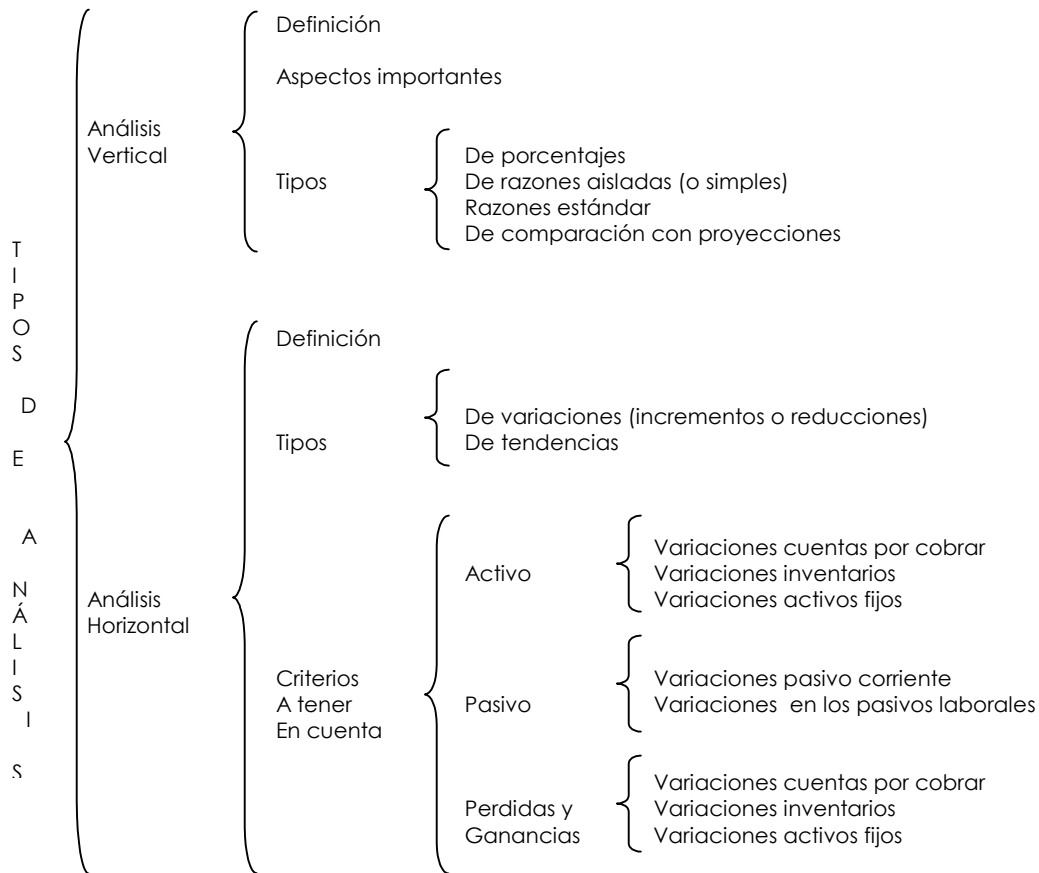 TIPOS DE ANÁLISIS
Análisis
Vertical
Definición
Aspectos importantes
Tipos
De porcentajes
De razones aisladas (o simples)
Razones estándar
De comparación con proyecciones
Análisis
Horizontal
Definición
Tipos
De variaciones (incrementos o reducciones)
De tendencias
Criterios
A tener
En cuenta
Activo
Variaciones cuentas por cobrar
Variaciones inventarios
Variaciones activos fijos
Pasivo
Variaciones pasivo corriente
Variaciones en los pasivos laborales
Perdidas y
Ganancias
Variaciones cuentas por cobrar
Variaciones inventarios
Variaciones activos fijos